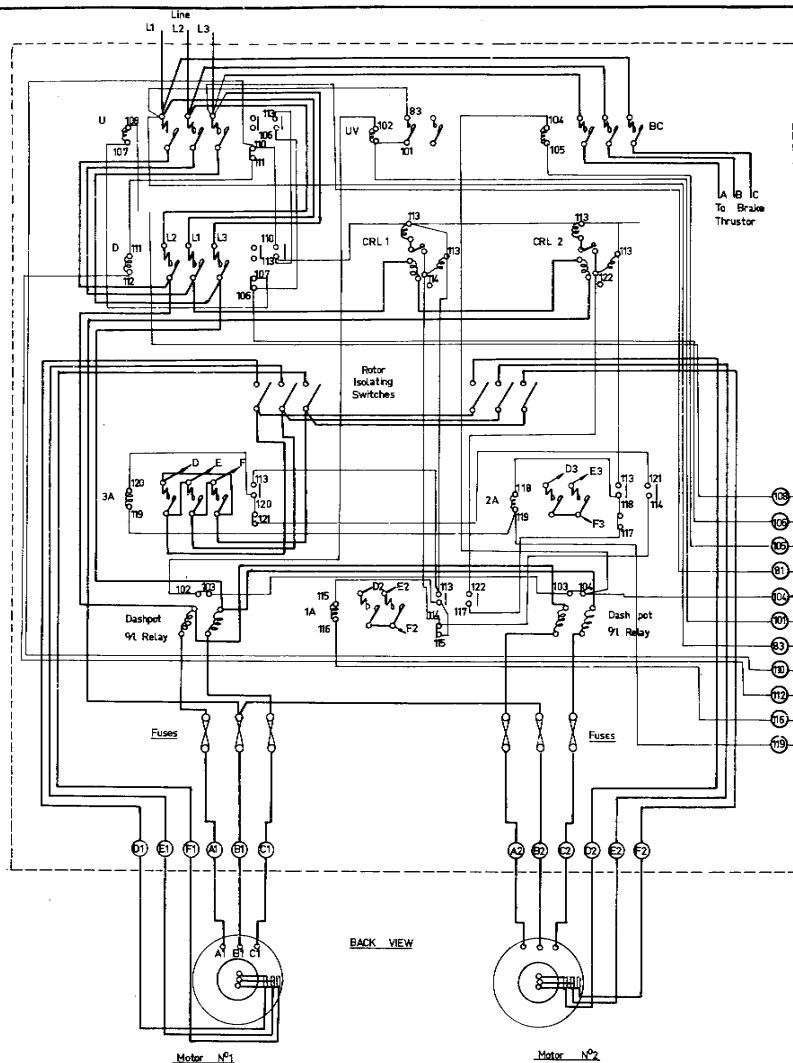 Line
L1 L2 L3
U 108 113 83 104
UV 102 BC
106
107 110 101 105
111
A B C
To Brake
Thrustor
113 113
L2 L1 L3 110 CRL 1 113 CRL 2 113
D 111 113
112 107 114 122
106
Rotor
Isolating
Switches
D E F D3 E3
3A 120 113 118 113 121
2A 118 114
119 120 119 F3
121 117
108
106
105
81
104
101
83
110
112
116
119
102 103 115 D2 E2 113 122 103 104
1A 117
116 F2 114
115
Dashpot
O/L Relay
Dash pot
O/L Relay
Fuses Fuses
D1 E1 F1 A1 B1 C1 A2 B2 C2 D2 E2 F2
A1 B1 C1
BACK VIEW
Motor Nº1 Motor Nº2